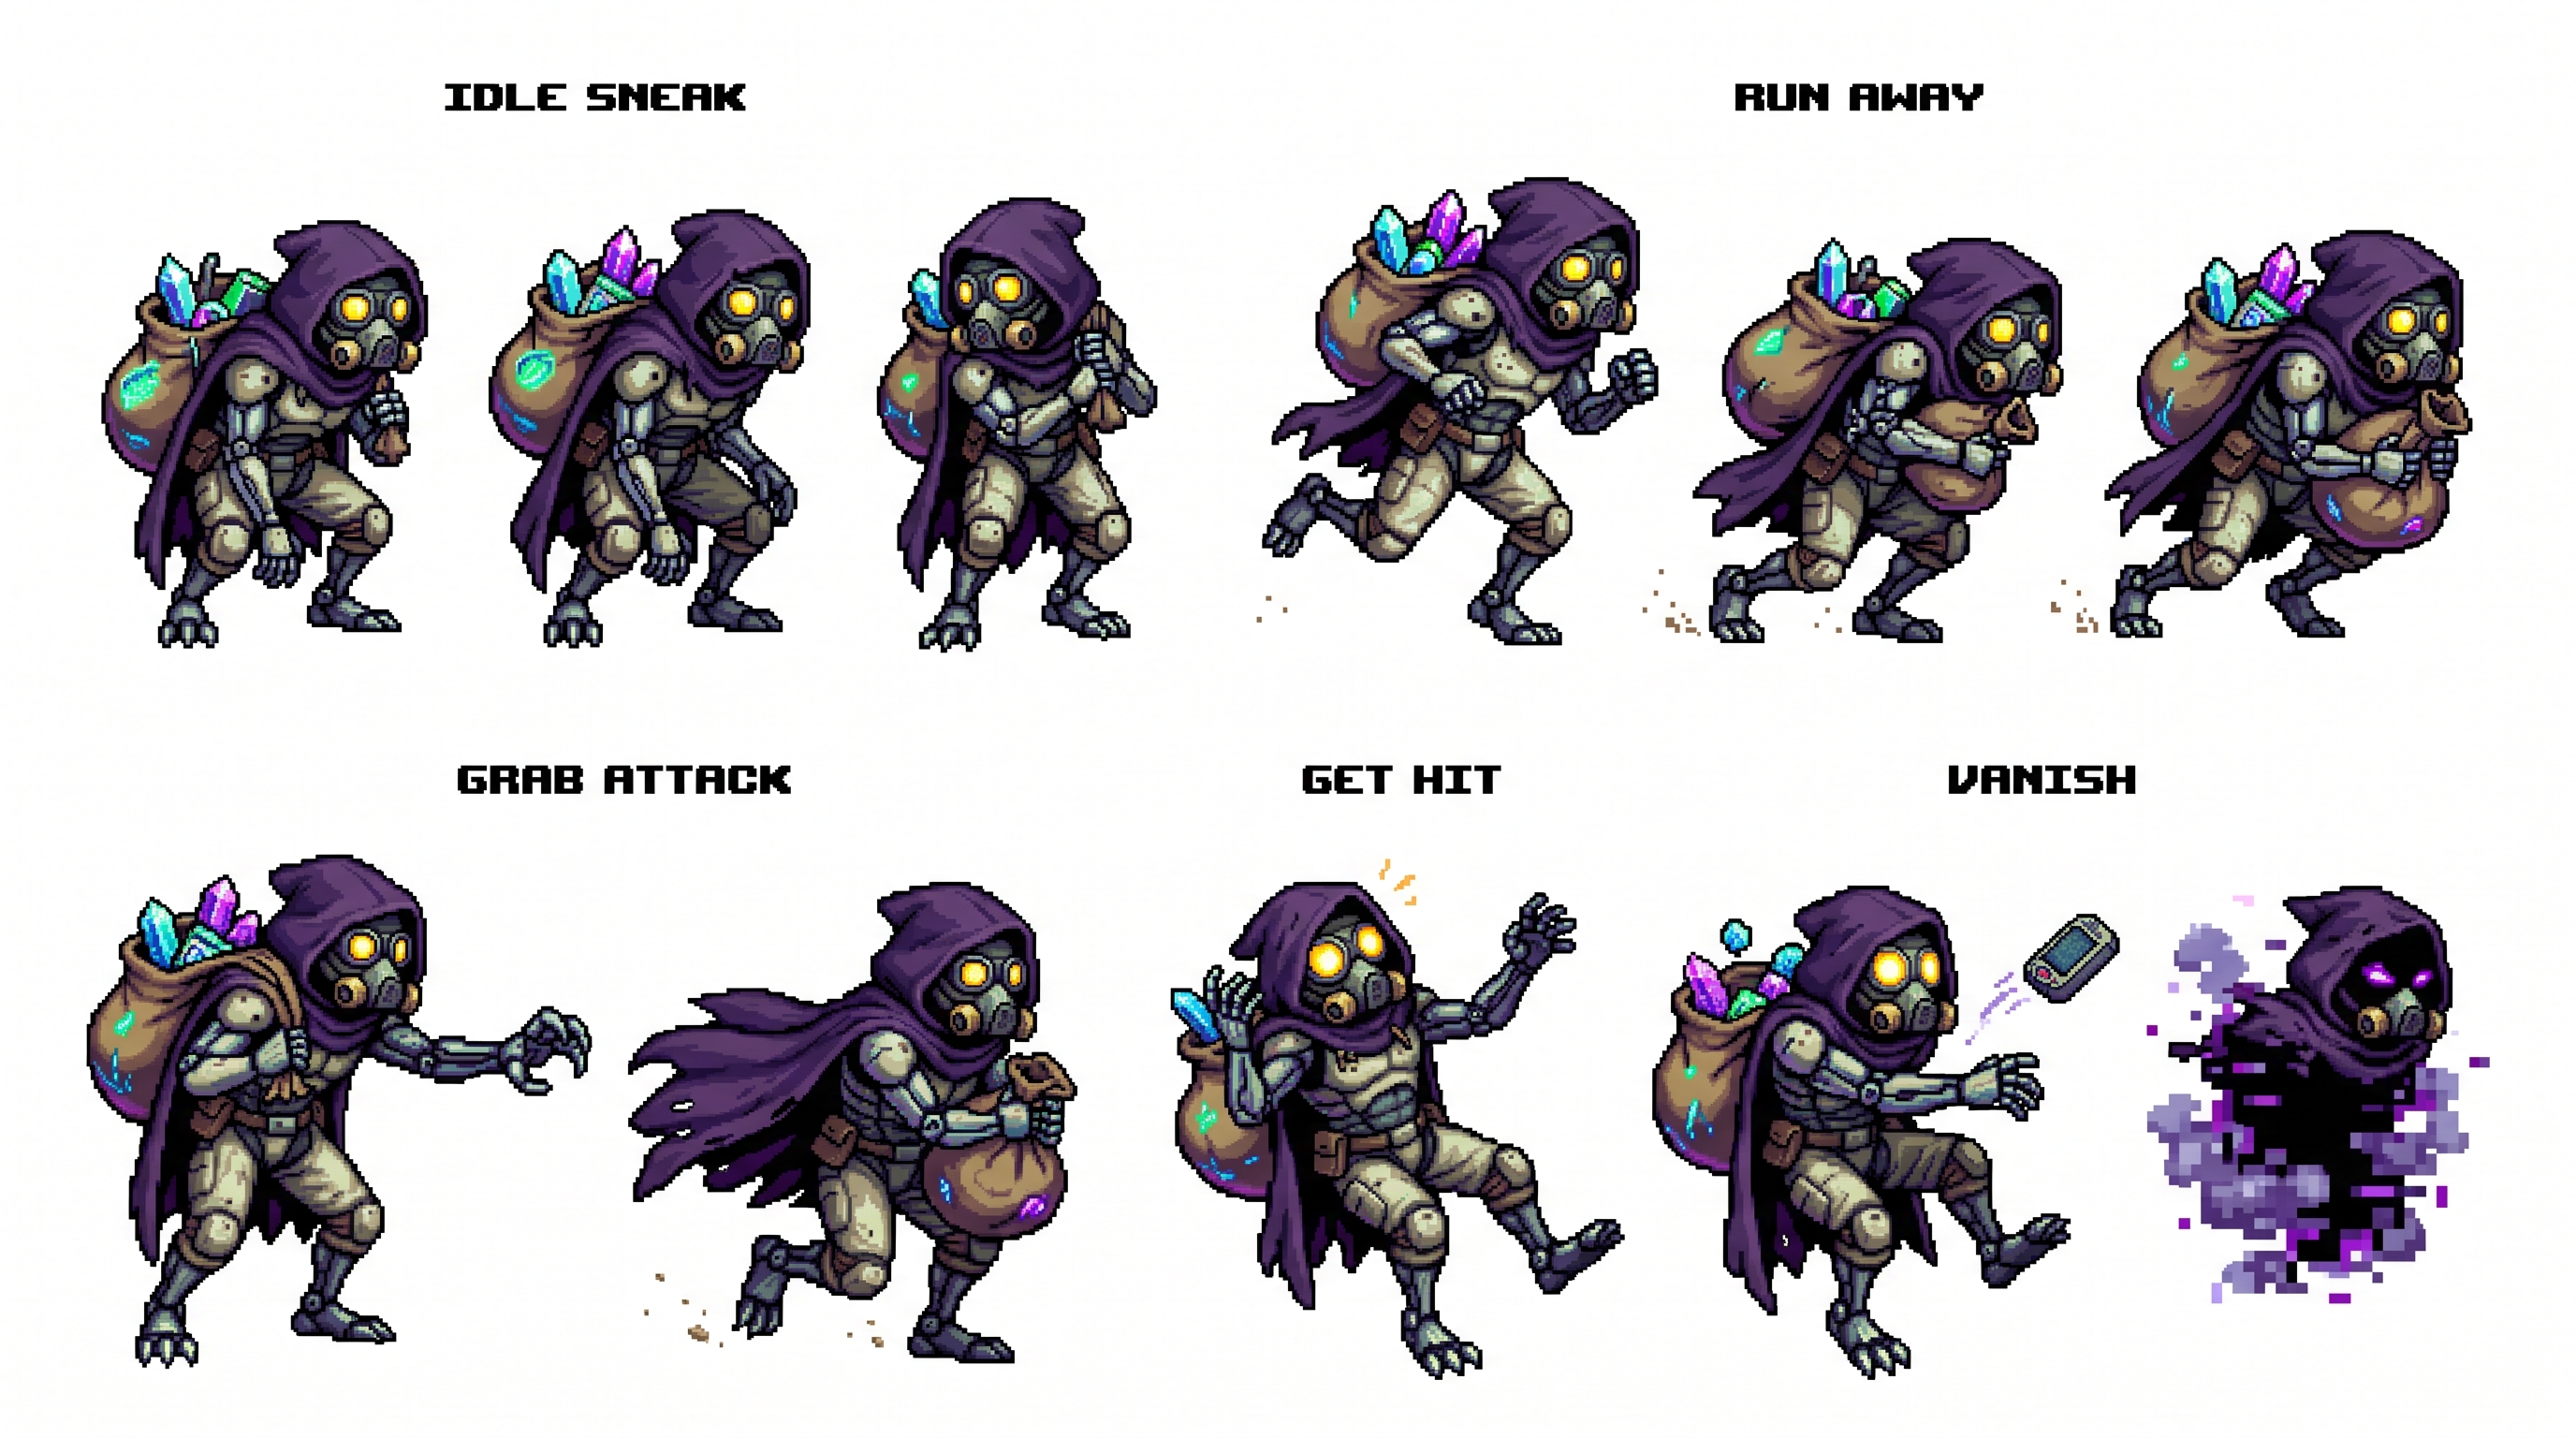 IDLE SNEAK
RUN AWAY
GRAB ATTACK
GET HIT
VANISH